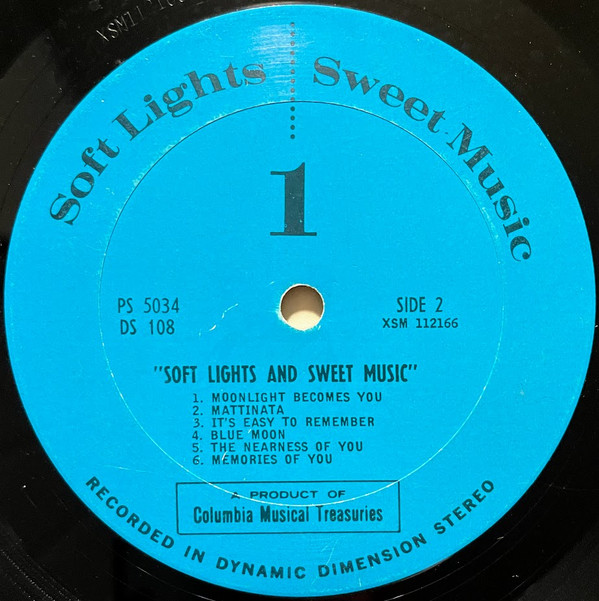 Soft Lights Sweet Music
1
PS 5034
DS 108
SIDE 2
XSM 112166
"SOFT LIGHTS AND SWEET MUSIC"
1. MOONLIGHT BECOMES YOU
2. MATTINATA
3. IT'S EASY TO REMEMBER
4. BLUE MOON
5. THE NEARNESS OF YOU
6. MEMORIES OF YOU
A PRODUCT OF
Columbia Musical Treasuries
RECORDED IN DYNAMIC DIMENSION STEREO